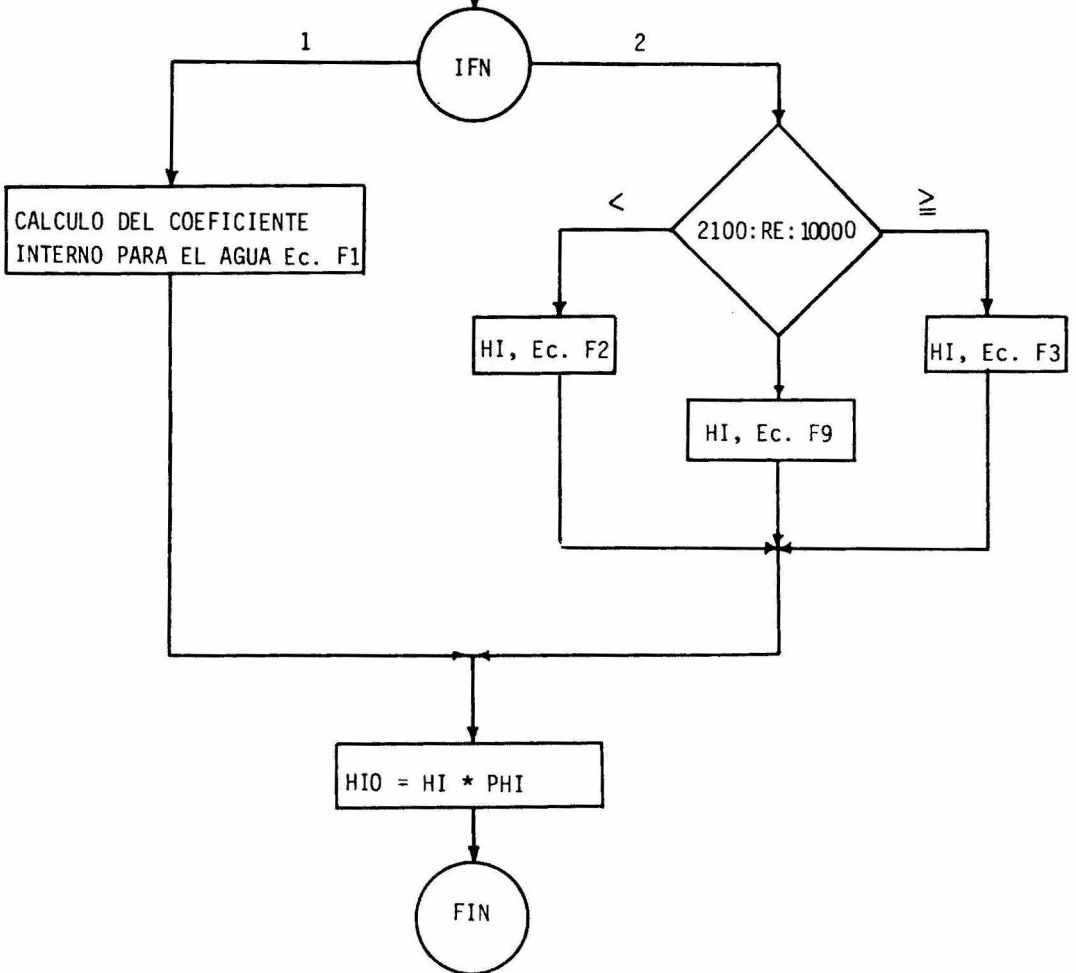 1
IFN
2
CALCULO DEL COEFICIENTE
INTERNO PARA EL AGUA Ec. F1
<
2100:RE:10000
≧
HI, Ec. F2
HI, Ec. F3
HI, Ec. F9
HIO = HI * PHI
FIN